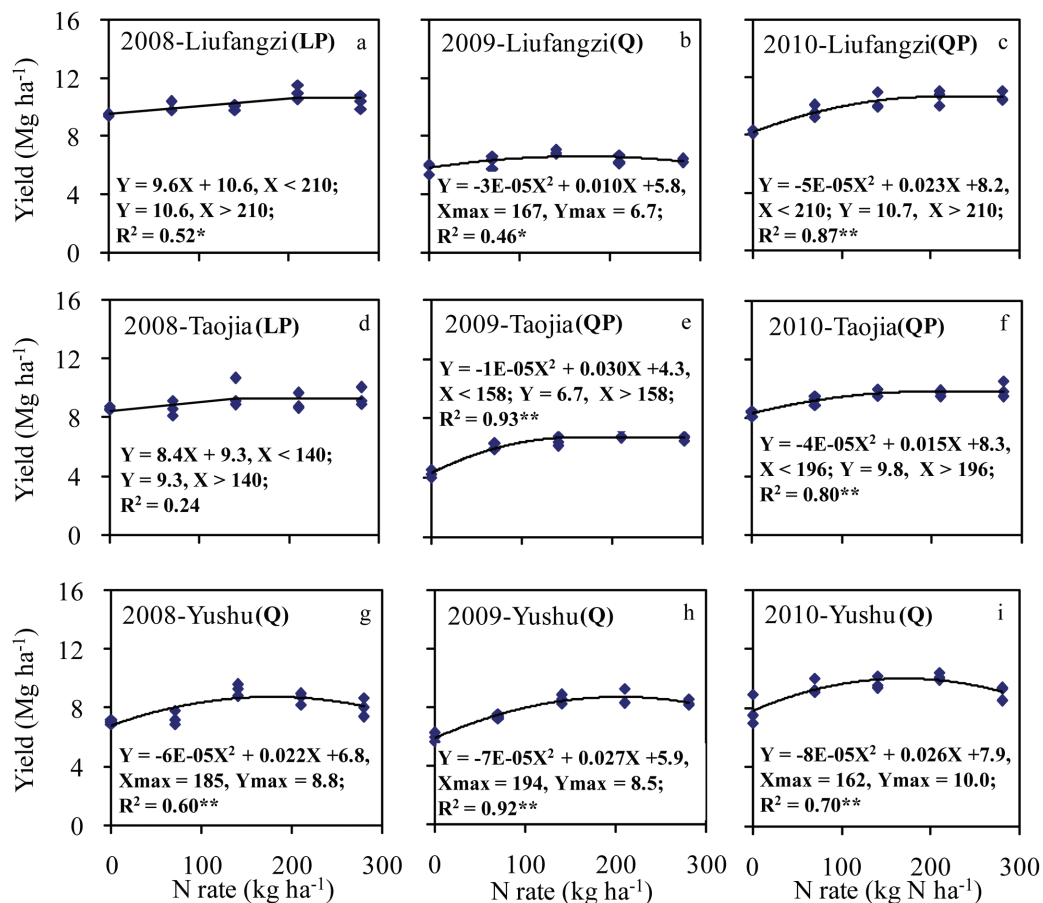 2008-Liufangzi (LP) a
Yield (Mg ha⁻¹)
16
12
8
4
0
Y = 9.6X + 10.6, X < 210;
Y = 10.6, X > 210;
R² = 0.52*
2009-Liufangzi (Q) b
Y = -3E-05X² + 0.010X +5.8,
Xmax = 167, Ymax = 6.7;
R² = 0.46*
2010-Liufangzi (QP) c
Y = -5E-05X² + 0.023X +8.2,
X < 210; Y = 10.7, X > 210;
R² = 0.87**
2008-Taojia (LP) d
Yield (Mg ha⁻¹)
16
12
8
4
0
Y = 8.4X + 9.3, X < 140;
Y = 9.3, X > 140;
R² = 0.24
2009-Taojia (QP) e
Y = -1E-05X² + 0.030X +4.3,
X < 158; Y = 6.7, X > 158;
R² = 0.93**
2010-Taojia (QP) f
Y = -4E-05X² + 0.015X +8.3,
X < 196; Y = 9.8, X > 196;
R² = 0.80**
2008-Yushu (Q) g
Yield (Mg ha⁻¹)
16
12
8
4
0
Y = -6E-05X² + 0.022X +6.8,
Xmax = 185, Ymax = 8.8;
R² = 0.60**
0 100 200 300
N rate (kg ha⁻¹)
2009-Yushu (Q) h
Y = -7E-05X² + 0.027X +5.9,
Xmax = 194, Ymax = 8.5;
R² = 0.92**
0 100 200 300
N rate (kg ha⁻¹)
2010-Yushu (Q) i
Y = -8E-05X² + 0.026X +7.9,
Xmax = 162, Ymax = 10.0;
R² = 0.70**
0 100 200 300
N rate (kg N ha⁻¹)